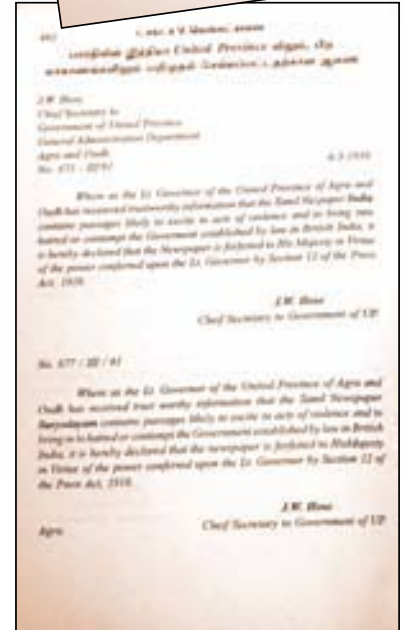 United Province
J.W. Hose
Chief Secretary to
Government of United Province
General Administration Department
Agra and Oudh
Where as the Lt. Governor of the United Province of Agra and
Oudh has received trustworthy information that the Tamil Newspaper India
contains passages likely to excite to acts of violence and to bring into
hatred or contempt the Government established by law in British India, it
is hereby declared that the Newspaper is forfeited to His Majesty in Virtue
of the power conferred upon the Lt. Governor by Section 12 of the Press
Act, 1910.
J.W. Hose
Chief Secretary to Government of UP
No. 677 / III / 61
Where as the Lt. Governor of the United Province of Agra and
Oudh has received trust worthy information that the Tamil Newspaper
Suryodayam contains passages likely to excite to acts of violence and to
bring in to hatred or contempt the Government established by law in British
India, it is hereby declared that the newspaper is forfeited to His
in Virtue of the power conferred upon the Lt. Governor by Section 12 of
the Press Act, 1910.
J.W. Hose
Agra
Chief Secretary to Government of UP